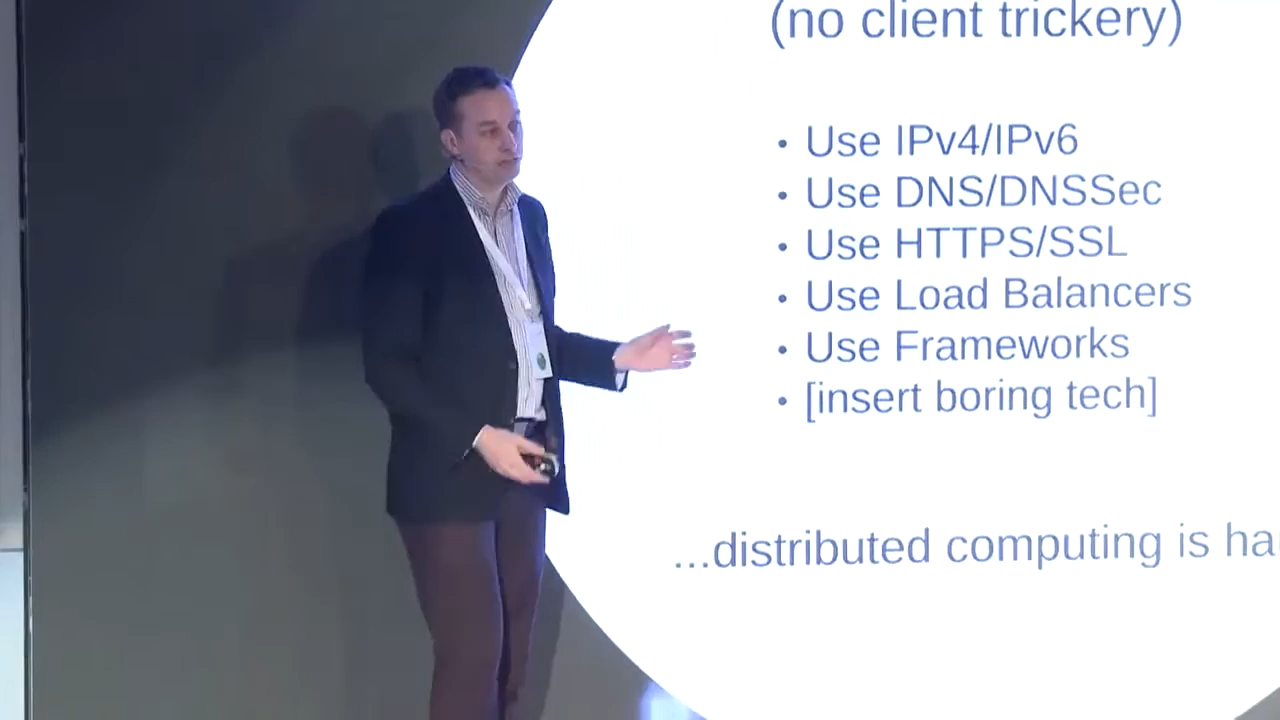 (no client trickery)
• Use IPv4/IPv6
• Use DNS/DNSSec
• Use HTTPS/SSL
• Use Load Balancers
• Use Frameworks
• [insert boring tech]
...distributed computing is